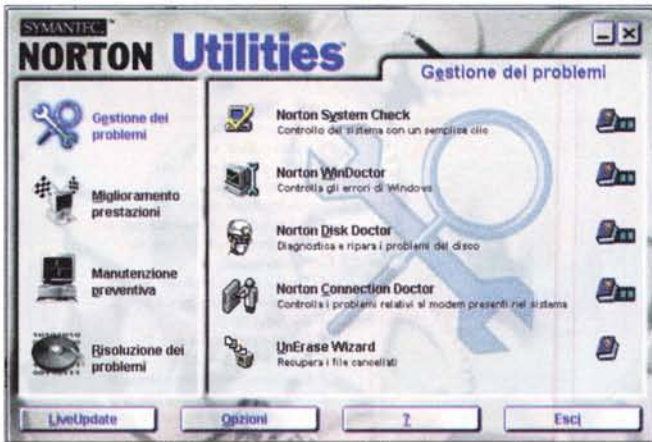 SYMANTEC.
NORTON Utilities
Gestione dei problemi
Gestione dei
problemi
Miglioramento
prestazioni
Manutenzione
preventiva
Risoluzione dei
problemi
Norton System Check
Controllo del sistema con un semplice clic
Norton WinDoctor
Controlla gli errori di Windows
Norton Disk Doctor
Diagnostica e ripara i problemi del disco
Norton Connection Doctor
Controlla i problemi relativi al modem presenti nel sistema
UnErase Wizard
Recupera i file cancellati
LiveUpdate
Opzioni
?
Esci